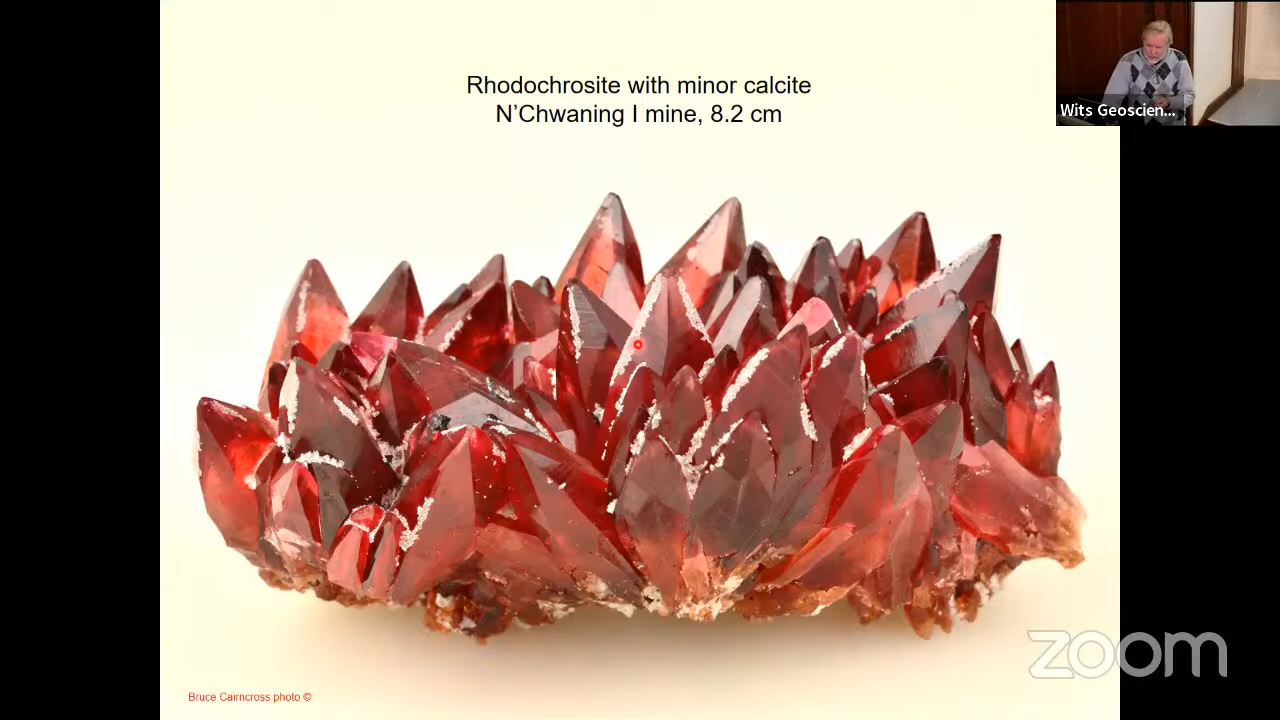 Rhodochrosite with minor calcite
N’Chwaning I mine, 8.2 cm
Wits Geoscien...
Bruce Cairncross photo ©
zoom